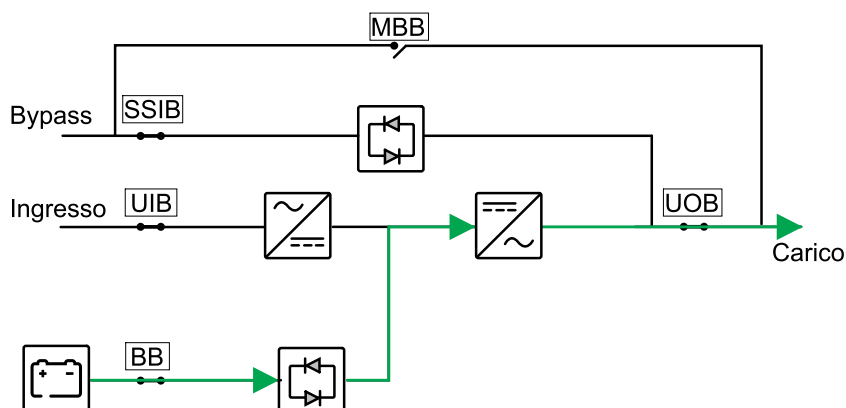 MBB
Bypass
SSIB
Ingresso
UIB
UOB
Carico
BB